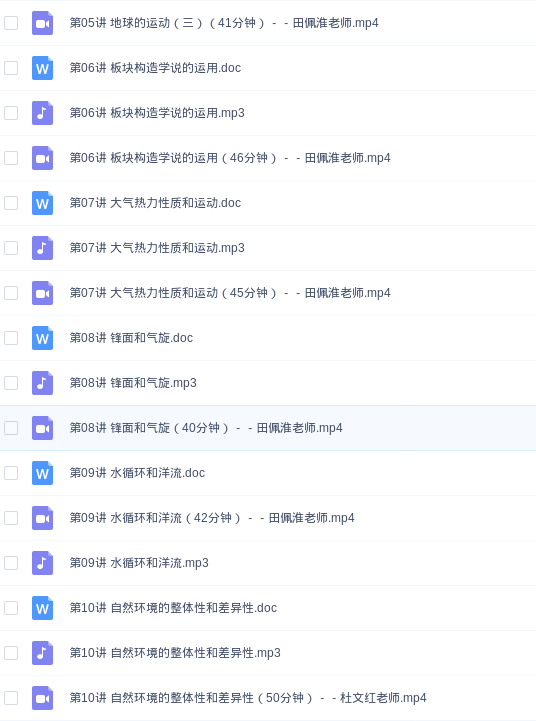 第05讲 地球的运动（三）（41分钟）- - 田佩淮老师.mp4
W 第06讲 板块构造学说的运用.doc
第06讲 板块构造学说的运用.mp3
第06讲 板块构造学说的运用（46分钟）- - 田佩淮老师.mp4
W 第07讲 大气热力性质和运动.doc
第07讲 大气热力性质和运动.mp3
第07讲 大气热力性质和运动（45分钟）- - 田佩淮老师.mp4
W 第08讲 锋面和气旋.doc
第08讲 锋面和气旋.mp3
第08讲 锋面和气旋（40分钟）- - 田佩淮老师.mp4
W 第09讲 水循环和洋流.doc
第09讲 水循环和洋流（42分钟）- - 田佩淮老师.mp4
第09讲 水循环和洋流.mp3
W 第10讲 自然环境的整体性和差异性.doc
第10讲 自然环境的整体性和差异性.mp3
第10讲 自然环境的整体性和差异性（50分钟）- - 杜文红老师.mp4